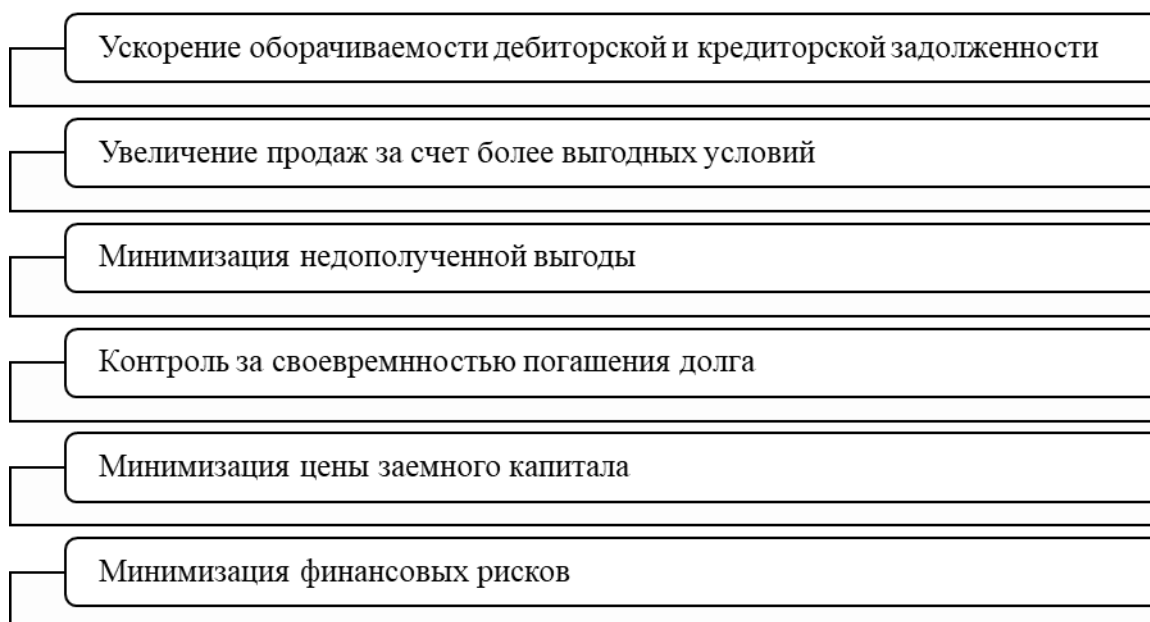 Ускорение оборачиваемости дебиторской и кредиторской задолженности
Увеличение продаж за счет более выгодных условий
Минимизация недополученной выгоды
Контроль за своевремнностью погашения долга
Минимизация цены заемного капитала
Минимизация финансовых рисков